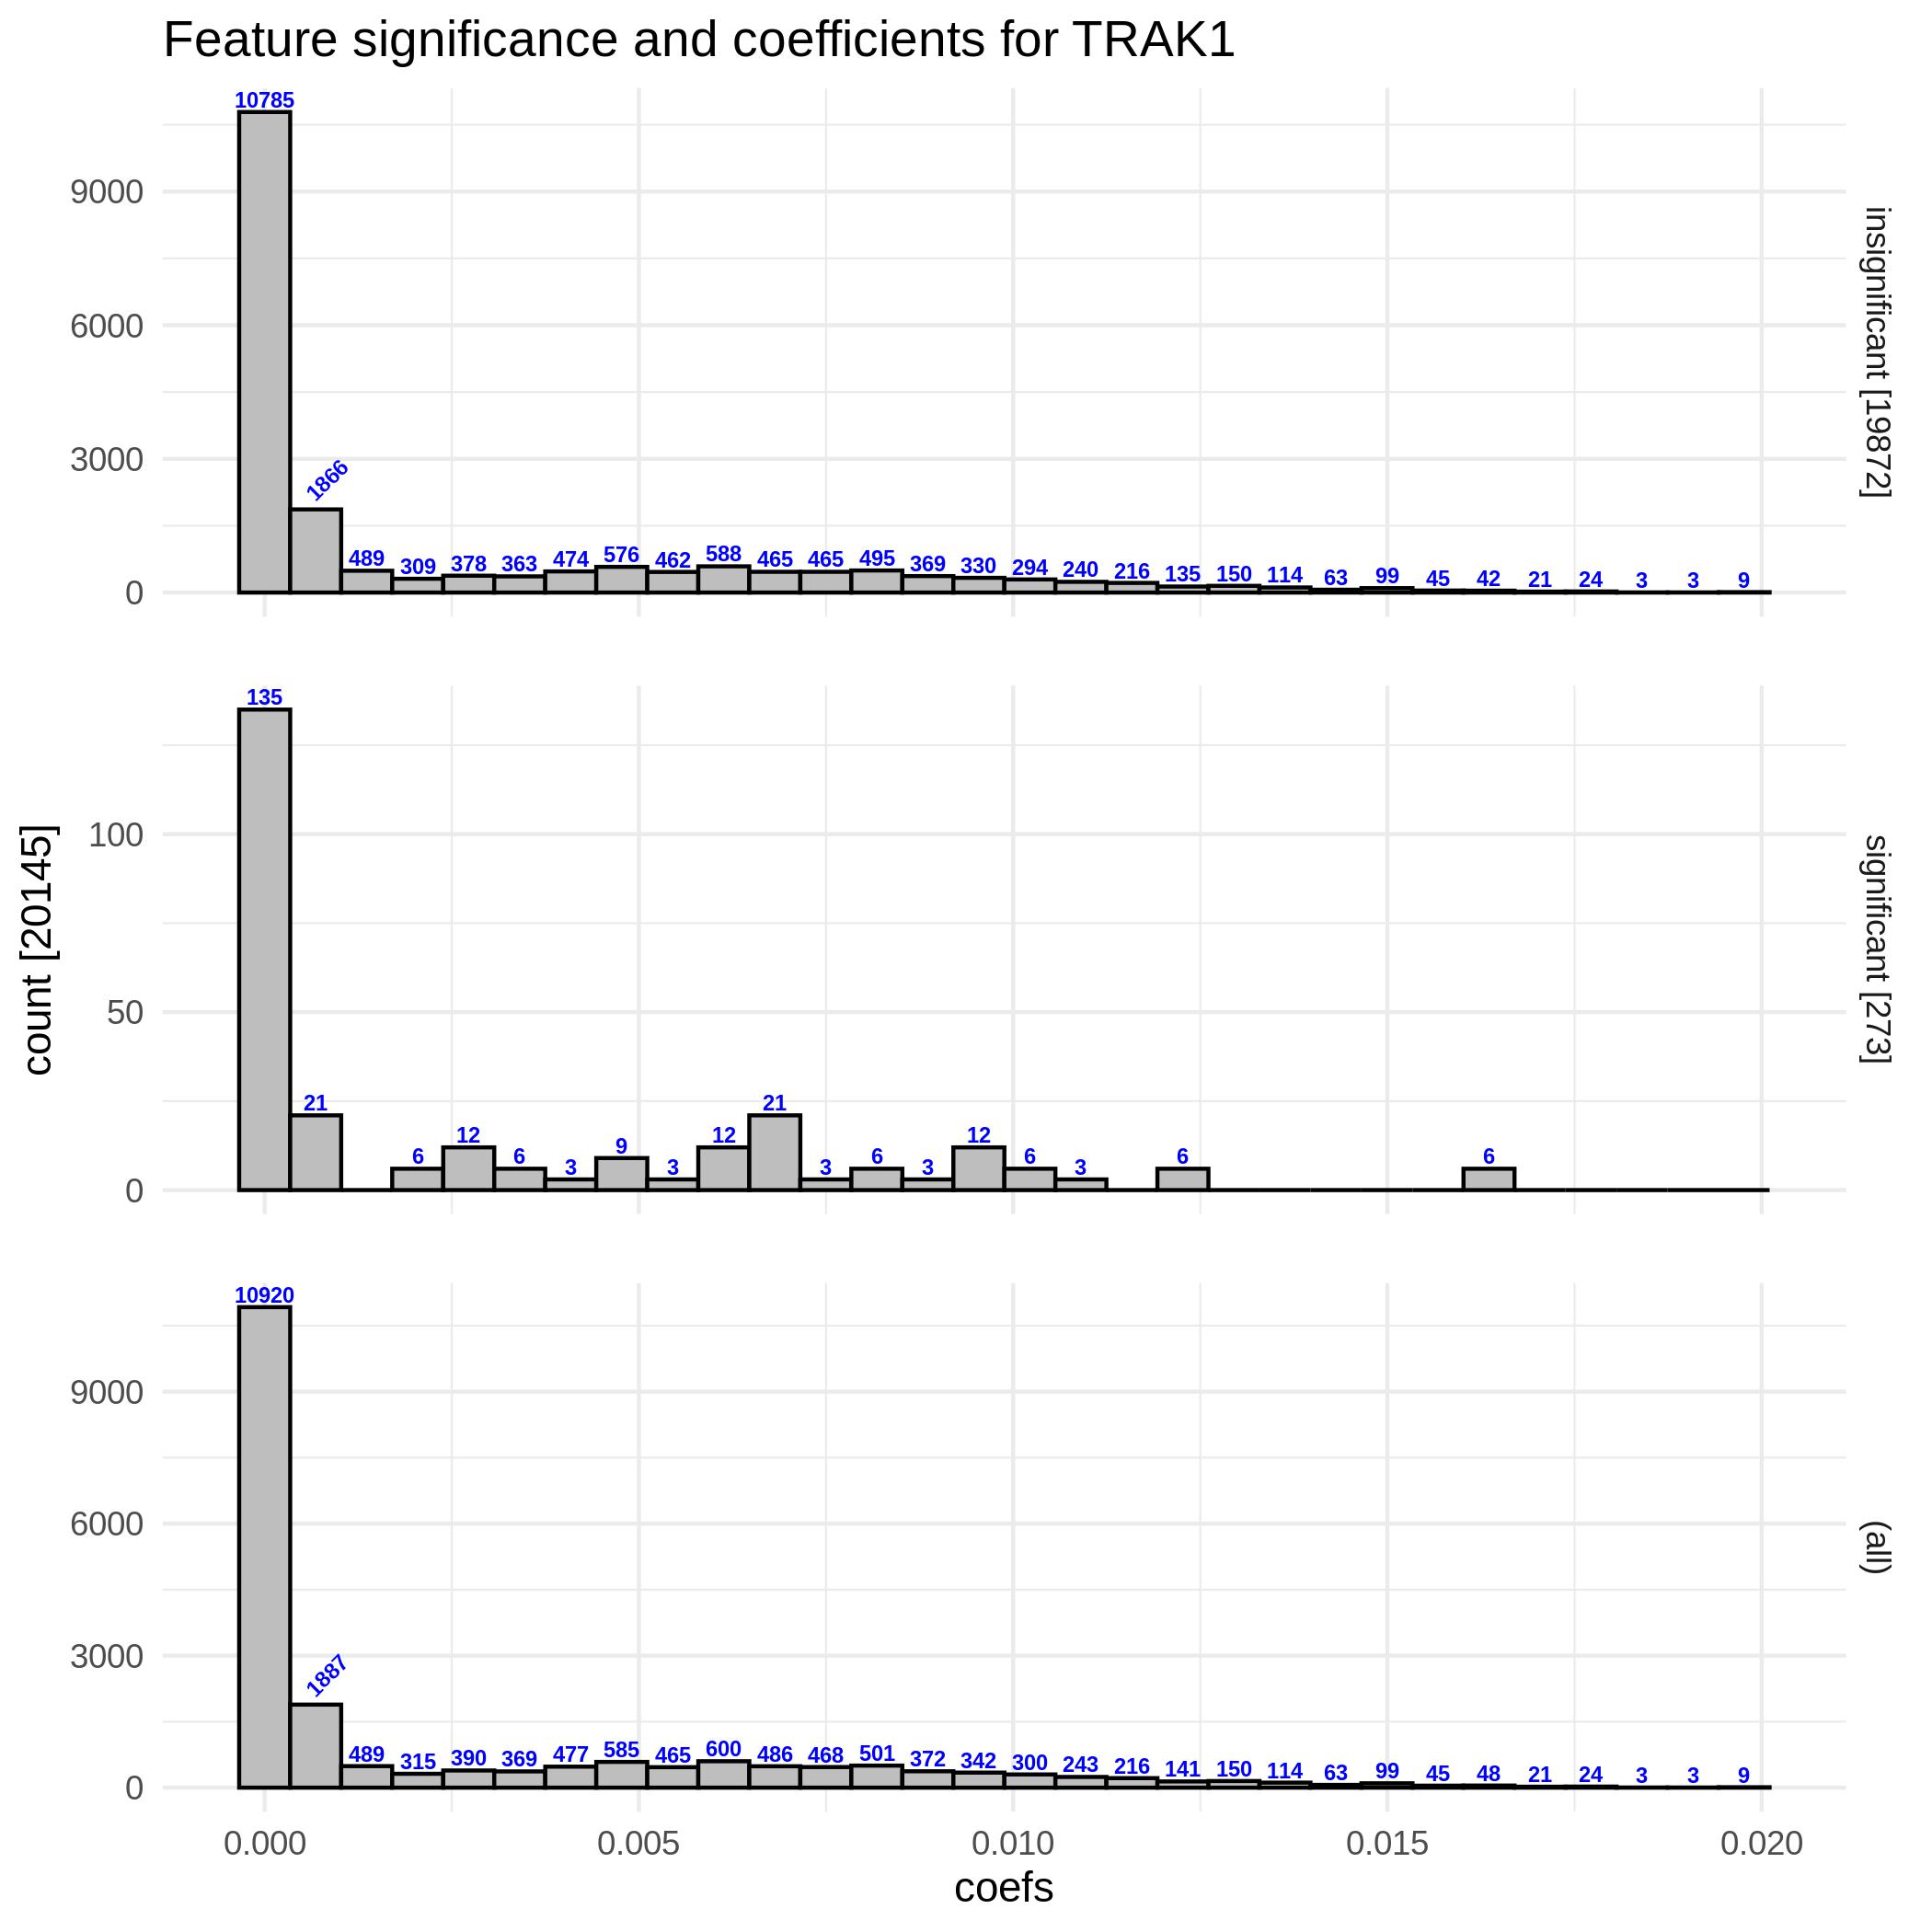 Feature significance and coefficients for TRAK1
10785
9000
6000
3000
0
1866
489 309 378 363 474 576 462 588 465 465 495 369 330 294 240 216 135 150 114 63 99 45 42 21 24 3 3 9
insignificant [19872]
135
100
50
0
21 6 12 6 3 9 3 12 21 3 6 3 12 6 3 6 6
significant [273]
count [20145]
10920
9000
6000
3000
0
1887
489 315 390 369 477 585 465 600 486 468 501 372 342 300 243 216 141 150 114 63 99 45 48 21 24 3 3 9
(all)
0.000 0.005 0.010 0.015 0.020
coefs